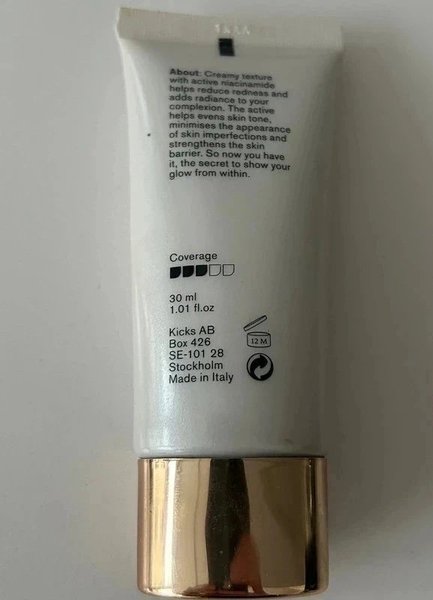 About: Creamy texture
with active niacinamide
helps reduce redness and
adds radiance to your
complexion. The active
helps evens skin tone,
minimises the appearance
of skin imperfections and
strengthens the skin
barrier. So now you have
it, the secret to show your
glow from within.
Coverage
30 ml
1.01 fl.oz
Kicks AB
Box 426
SE-101 28
Stockholm
Made in Italy
12 M